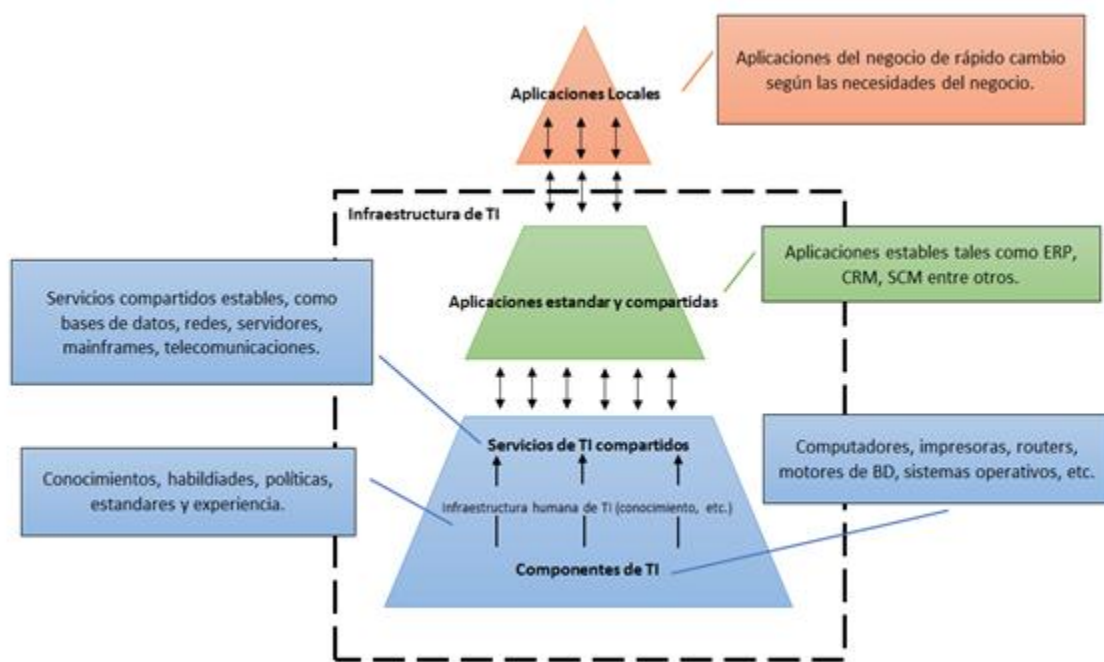 Aplicaciones del negocio de rápido cambio
según las necesidades del negocio.
Aplicaciones Locales
Infraestructura de TI
Aplicaciones estables tales como ERP,
CRM, SCM entre otros.
Servicios compartidos estables, como
bases de datos, redes, servidores,
mainframes, telecomunicaciones.
Aplicaciones estandar y compartidas
Servicios de TI compartidos
Computadores, impresoras, routers,
motores de BD, sistemas operativos, etc.
Conocimientos, habildiades, políticas,
estandares y experiencia.
Infraestructura humana de TI (conocimiento, etc.)
Componentes de TI